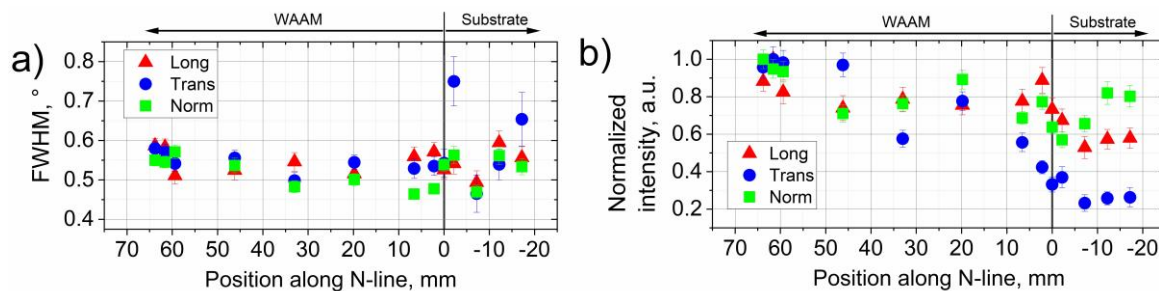 WAAM Substrate
a)
0.8
0.7
0.6
0.5
0.4
FWHM, °
Long
Trans
Norm
70 60 50 40 30 20 10 0 -10 -20
Position along N-line, mm
WAAM Substrate
b)
1.0
0.8
0.6
0.4
0.2
Normalized
intensity, a.u.
Long
Trans
Norm
70 60 50 40 30 20 10 0 -10 -20
Position along N-line, mm